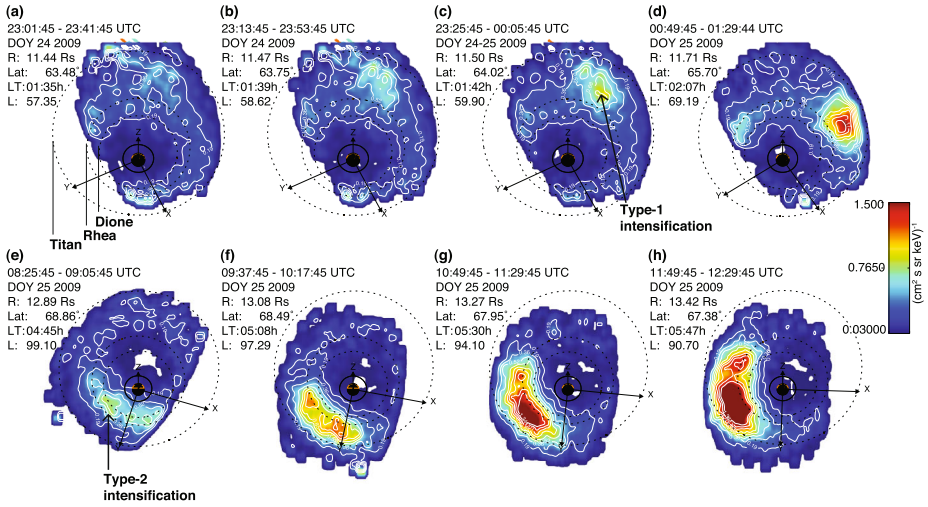 (a)
23:01:45 - 23:41:45 UTC
DOY 24 2009
R: 11.44 Rs
Lat: 63.48°
LT:01:35h
L: 57.35
Z
Y
X
Titan
Rhea
Dione
(b)
23:13:45 - 23:53:45 UTC
DOY 24 2009
R: 11.47 Rs
Lat: 63.75°
LT:01:39h
L: 58.62
Z
Y
X
(c)
23:25:45 - 00:05:45 UTC
DOY 24-25 2009
R: 11.50 Rs
Lat: 64.02°
LT:01:42h
L: 59.90
Z
Y
X
Type-1
intensification
(d)
00:49:45 - 01:29:44 UTC
DOY 25 2009
R: 11.71 Rs
Lat: 65.70°
LT:02:07h
L: 69.19
Z
Y
X
1.500
0.7650
0.03000
(cm² s sr keV)⁻¹
(e)
08:25:45 - 09:05:45 UTC
DOY 25 2009
R: 12.89 Rs
Lat: 68.86°
LT:04:45h
L: 99.10
Z
X
Type-2
intensification
(f)
09:37:45 - 10:17:45 UTC
DOY 25 2009
R: 13.08 Rs
Lat: 68.49°
LT:05:08h
L: 97.29
Z
X
(g)
10:49:45 - 11:29:45 UTC
DOY 25 2009
R: 13.27 Rs
Lat: 67.95°
LT:05:30h
L: 94.10
Z
X
(h)
11:49:45 - 12:29:45 UTC
DOY 25 2009
R: 13.42 Rs
Lat: 67.38°
LT:05:47h
L: 90.70
Z
X